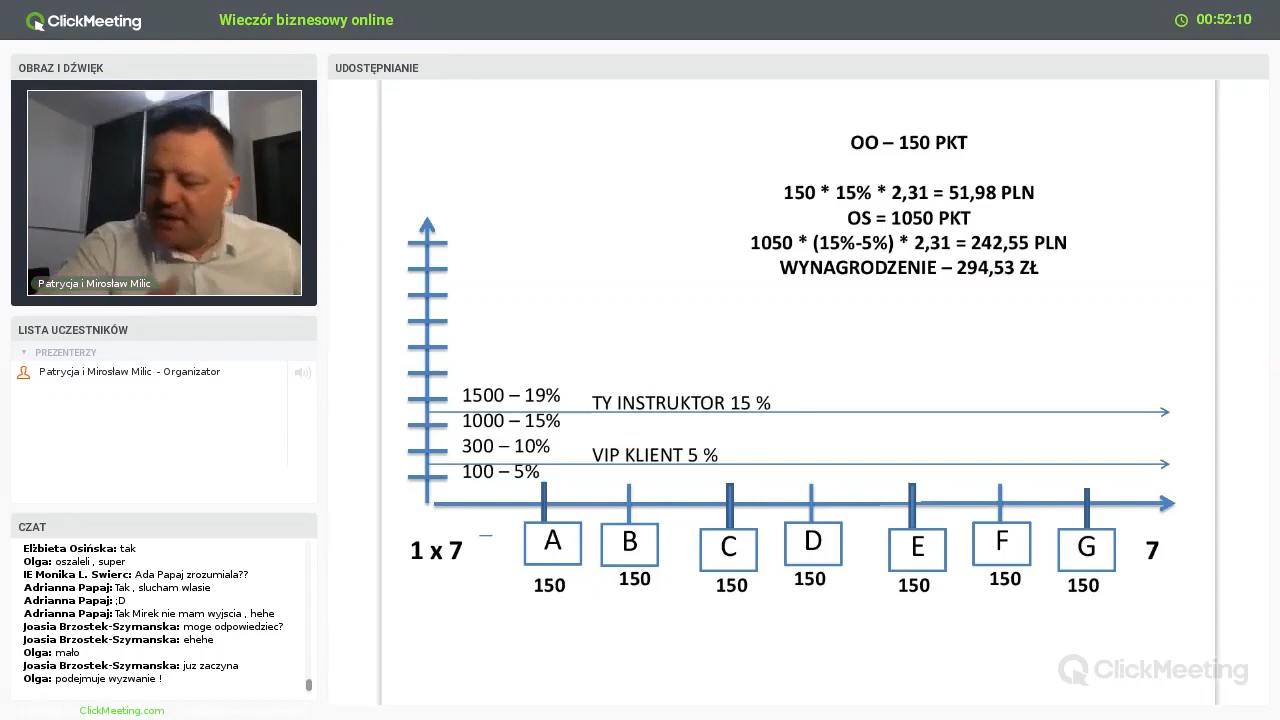 ClickMeeting
Wieczór biznesowy online
00:52:10
OBRAZ I DŹWIĘK
Patrycja i Mirosław Milic
LISTA UCZESTNIKÓW
PREZENTERZY
Patrycja i Mirosław Milic - Organizator
CZAT
Elżbieta Osińska: tak
Olga: oszaleli , super
IE Monika L. Swierc: Ada Papaj zrozumiala??
Adrianna Papaj: Tak , slucham wlasie
Adrianna Papaj: ;D
Adrianna Papaj: Tak Mirek nie mam wyjscia , hehe
Joasia Brzostek-Szymanska: moge odpowiedziec?
Joasia Brzostek-Szymanska: ehehe
Olga: mało
Joasia Brzostek-Szymanska: juz zaczyna
Olga: podejmuje wyzwanie !
ClickMeeting.com
UDOSTĘPNIANIE
OO – 150 PKT
150 * 15% * 2,31 = 51,98 PLN
OS = 1050 PKT
1050 * (15%-5%) * 2,31 = 242,55 PLN
WYNAGRODZENIE – 294,53 ZŁ
1500 – 19%
TY INSTRUKTOR 15 %
1000 – 15%
300 – 10%
VIP KLIENT 5 %
100 – 5%
1 x 7 – A B C D E F G 7
150 150 150 150 150 150 150
ClickMeeting